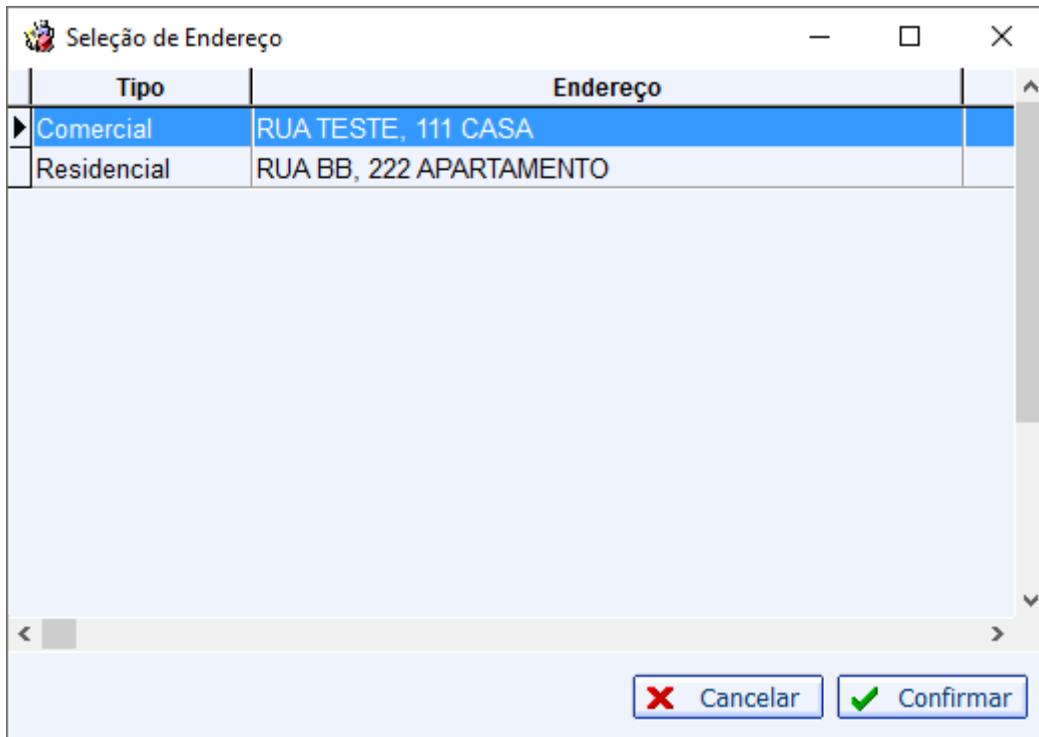 Seleção de Endereço
Tipo Endereço
Comercial RUA TESTE, 111 CASA
Residencial RUA BB, 222 APARTAMENTO
Cancelar Confirmar